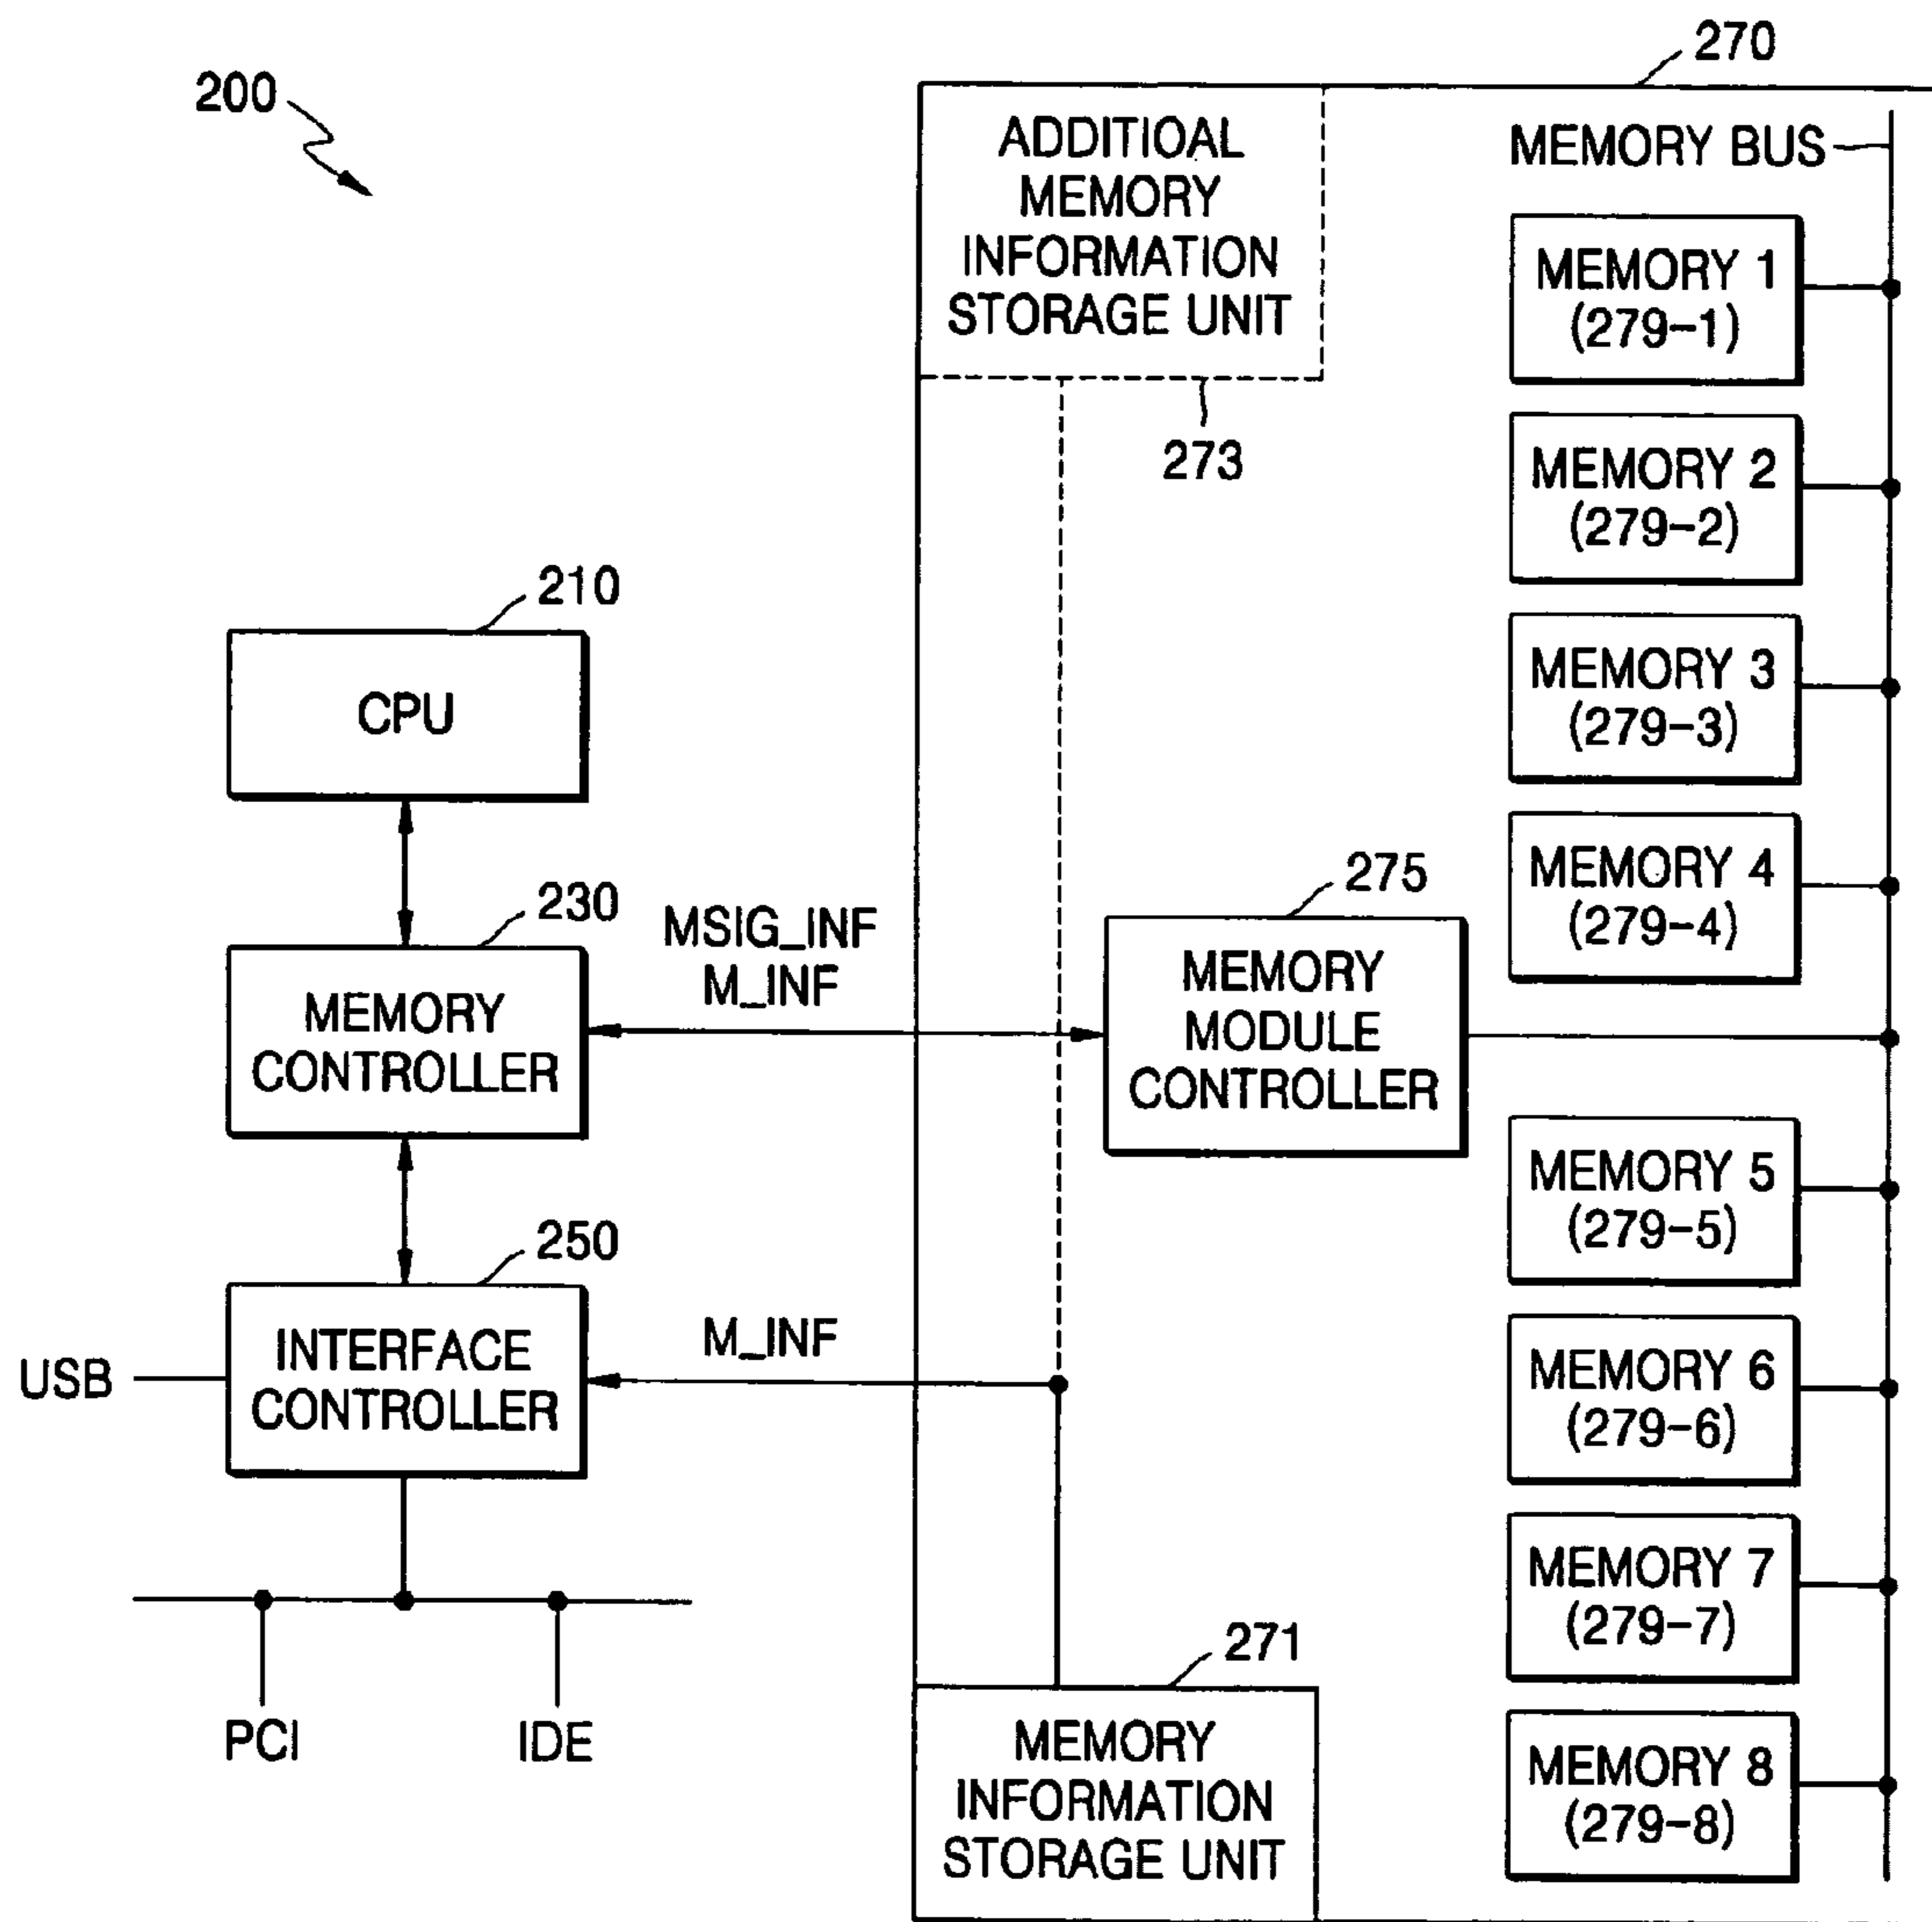 200
270
ADDITIOAL
MEMORY
INFORMATION
STORAGE UNIT
273
MEMORY BUS
MEMORY 1
(279-1)
MEMORY 2
(279-2)
MEMORY 3
(279-3)
MEMORY 4
(279-4)
210
CPU
230
MEMORY
CONTROLLER
MSIG_INF
M_INF
275
MEMORY
MODULE
CONTROLLER
250
INTERFACE
CONTROLLER
USB
M_INF
PCI
IDE
MEMORY 5
(279-5)
MEMORY 6
(279-6)
MEMORY 7
(279-7)
MEMORY 8
(279-8)
271
MEMORY
INFORMATION
STORAGE UNIT